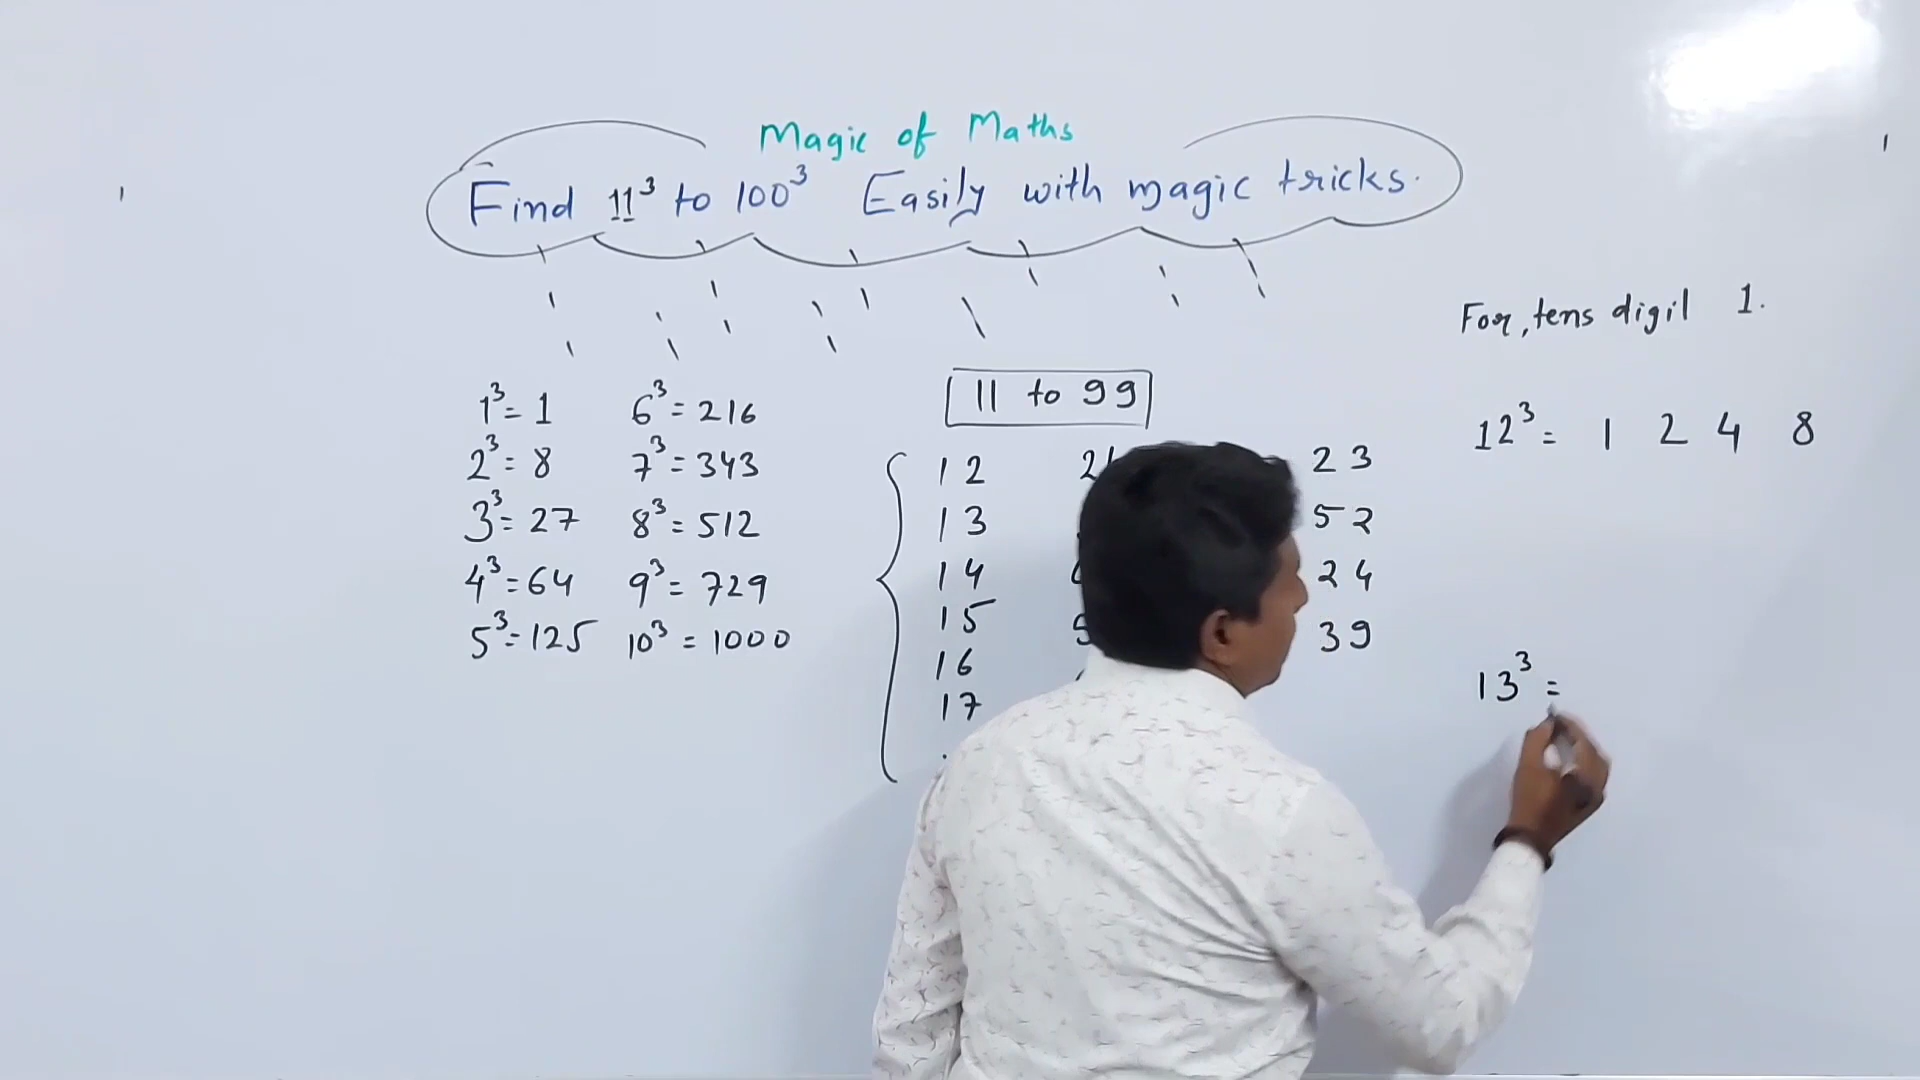 Magic of Maths
Find 11³ to 100³ Easily with magic tricks.
For, tens digil 1.
1³ = 1
2³ = 8
3³ = 27
4³ = 64
5³ = 125
6³ = 216
7³ = 343
8³ = 512
9³ = 729
10³ = 1000
11 to 99
12
13
14
15
16
17
23
52
24
39
12³ = 1 2 4 8
13³ =